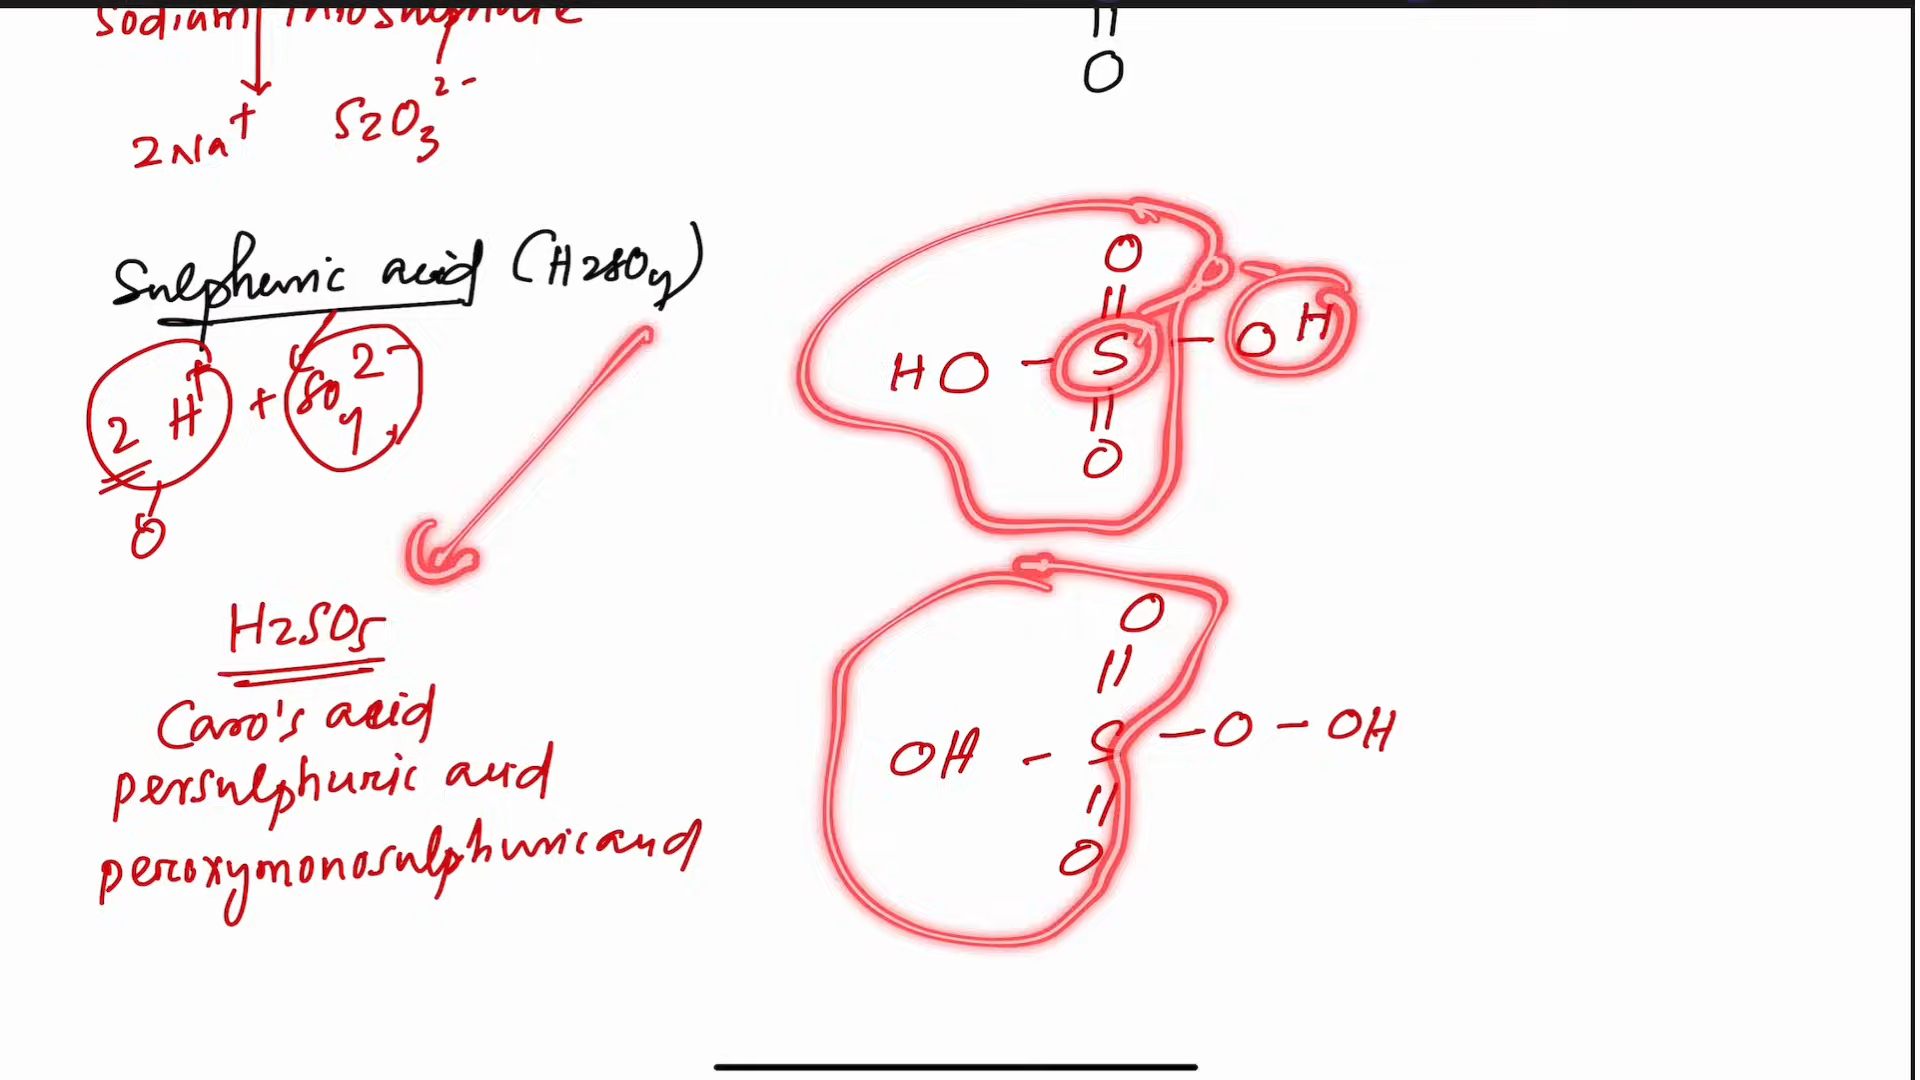 sodium thiosulphate
2Na+ S2O3 2-
Sulphuric acid (H2SO4)
2 H+ + SO4 2-
O
H2SO5
Caro's acid
persulphuric acid
peroxymonosulphuric acid
O
O
||
HO - S - OH
||
O
O
||
OH - S - O - OH
||
O